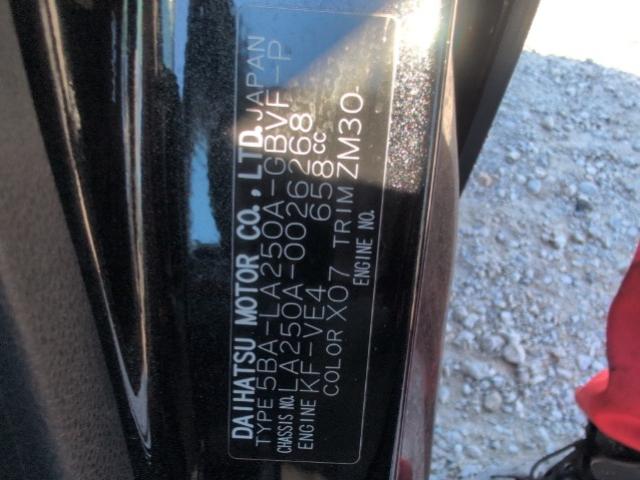 DAIHATSU MOTOR CO., LTD. JAPAN
TYPE 5BA-LA250A-GBVF -P
CHASSIS NO. LA250A-0026268
ENGINE KF-VE4 658cc
COLOR X07 TRIM ZM30
ENGINE NO.